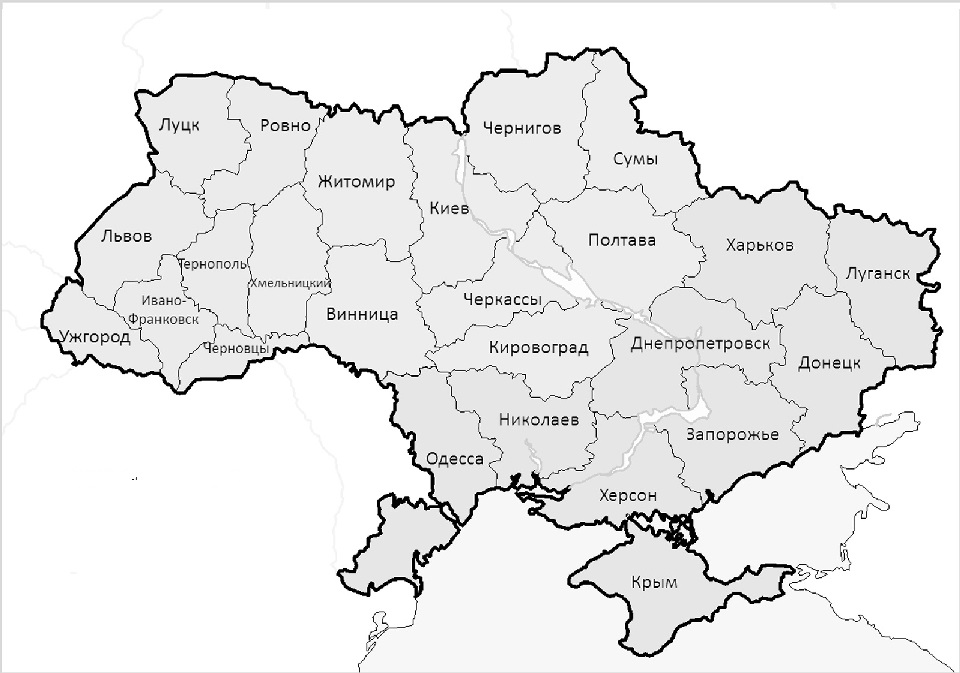 Луцк
Ровно
Чернигов
Сумы
Житомир
Киев
Львов
Полтава
Харьков
Тернополь
Луганск
Хмельницкий
Ивано-
Франковск
Черкассы
Винница
Ужгород
Черновцы
Кировоград
Днепропетровск
Донецк
Николаев
Запорожье
Одесса
Херсон
Крым